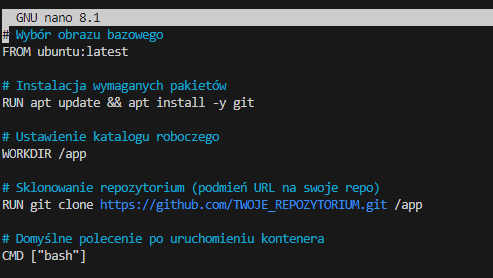 GNU nano 8.1
# Wybór obrazu bazowego
FROM ubuntu:latest
# Instalacja wymaganych pakietów
RUN apt update && apt install -y git
# Ustawienie katalogu roboczego
WORKDIR /app
# Sklonowanie repozytorium (podmień URL na swoje repo)
RUN git clone https://github.com/TWOJE_REPOZYTORIUM.git /app
# Domyślne polecenie po uruchomieniu kontenera
CMD ["bash"]